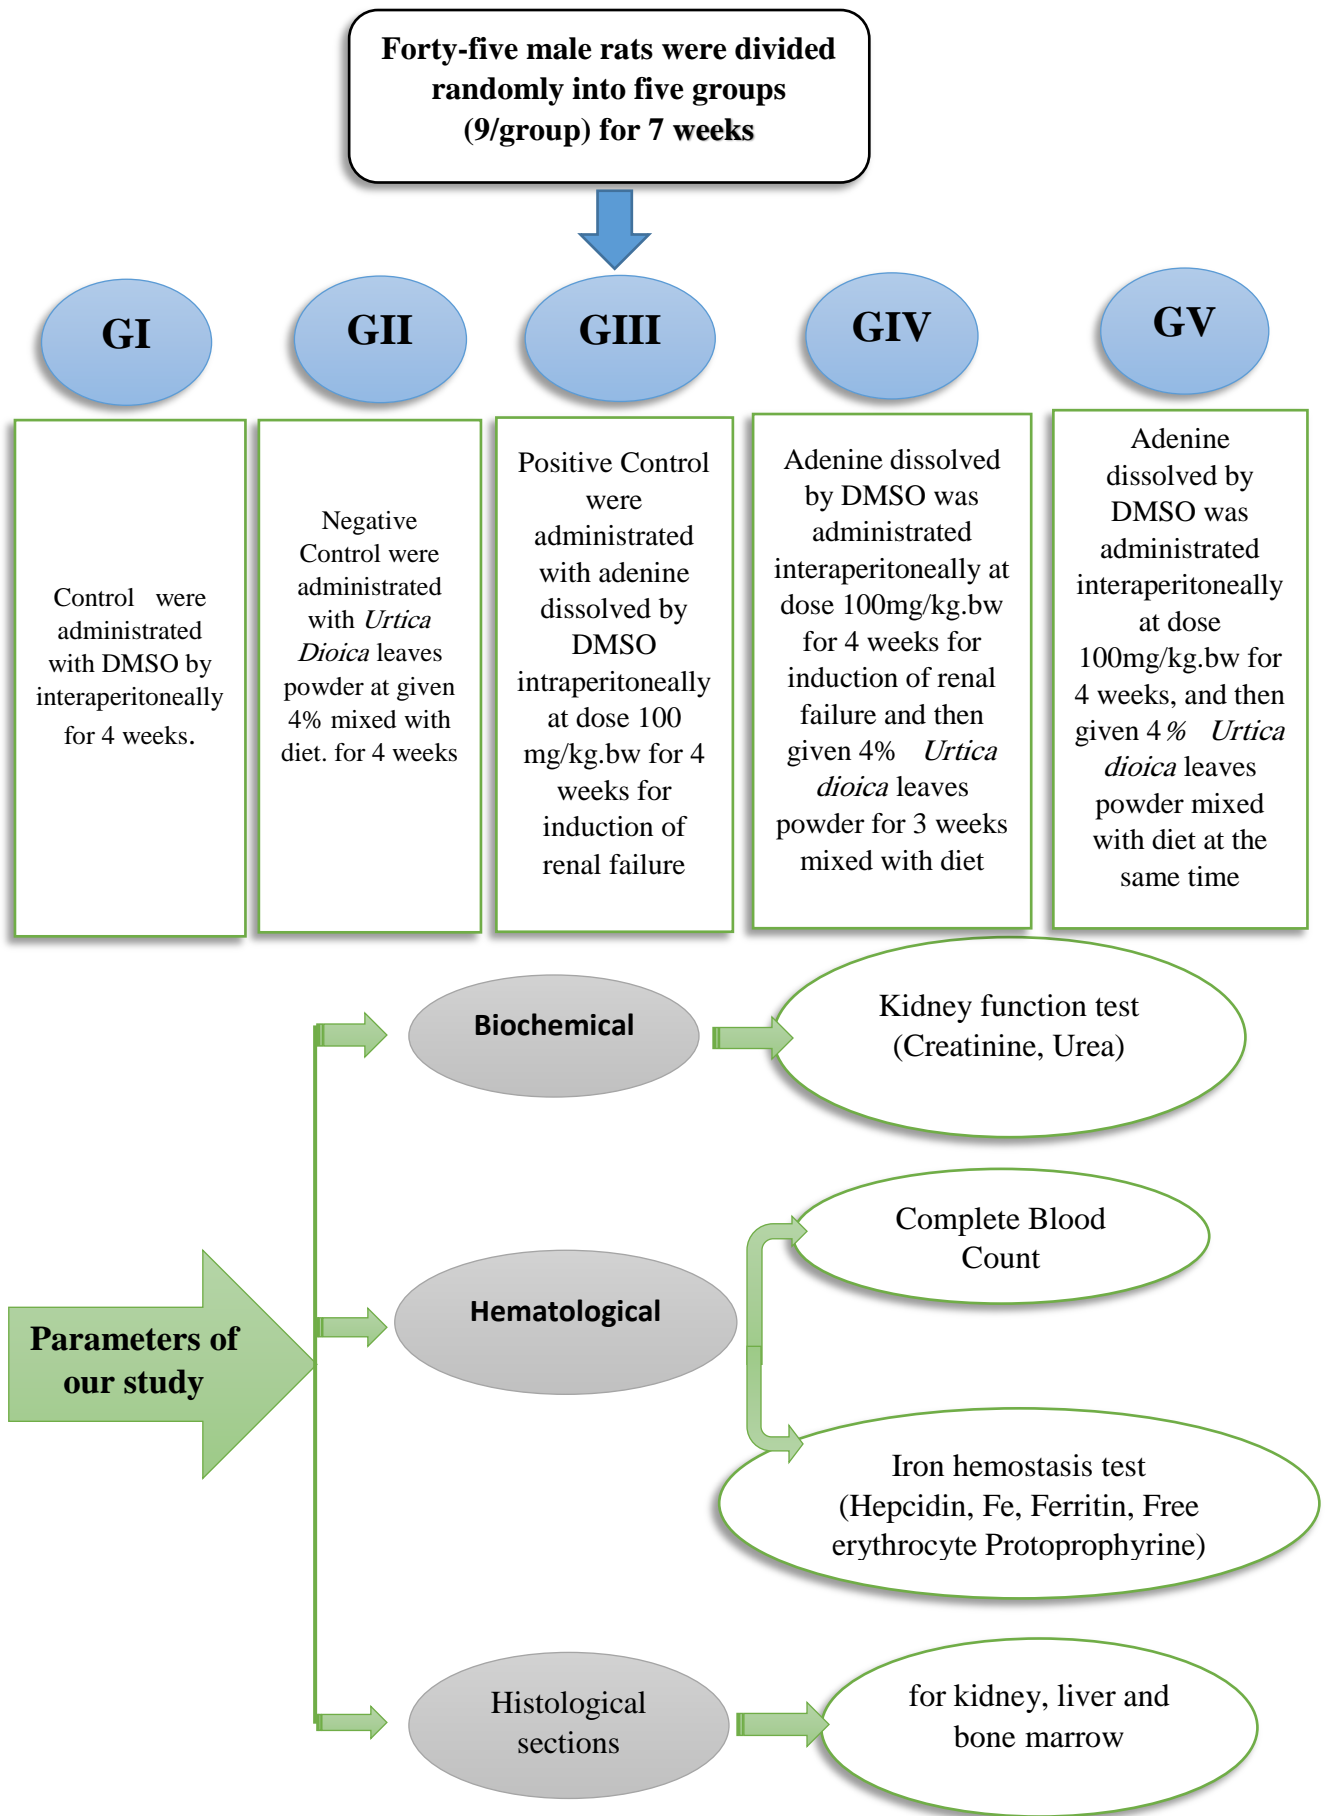 Forty-five male rats were divided
randomly into five groups
(9/group) for 7 weeks
GI
GII
GIII
GIV
GV
Control were
administrated
with DMSO by
interaperitoneally
for 4 weeks.
Negative
Control were
administrated
with Urtica
Dioica leaves
powder at given
4% mixed with
diet. for 4 weeks
Positive Control
were
administrated
with adenine
dissolved by
DMSO
intraperitoneally
at dose 100
mg/kg.bw for 4
weeks for
induction of
renal failure
Adenine dissolved
by DMSO was
administrated
interaperitoneally at
dose 100mg/kg.bw
for 4 weeks for
induction of renal
failure and then
given 4% Urtica
dioica leaves
powder for 3 weeks
mixed with diet
Adenine
dissolved by
DMSO was
administrated
interaperitoneally
at dose
100mg/kg.bw for
4 weeks, and then
given 4% Urtica
dioica leaves
powder mixed
with diet at the
same time
Parameters of
our study
Biochemical
Kidney function test
(Creatinine, Urea)
Hematological
Complete Blood
Count
Iron hemostasis test
(Hepcidin, Fe, Ferritin, Free
erythrocyte Protoprophyrine)
Histological
sections
for kidney, liver and
bone marrow